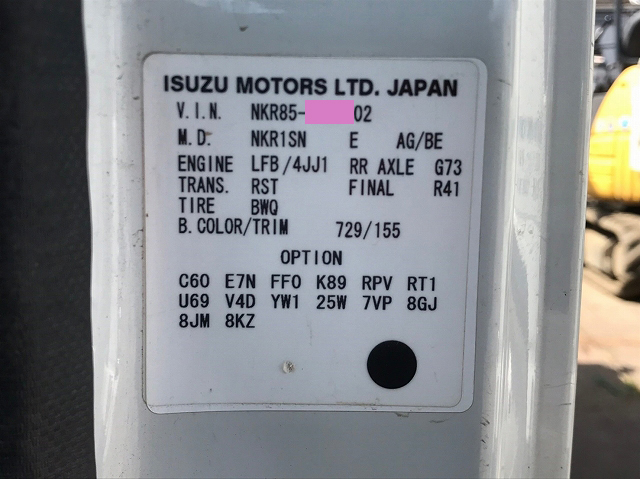 ISUZU MOTORS LTD. JAPAN
V.I.N. NKR85- 02
M.D. NKR1SN E AG/BE
ENGINE LFB/4JJ1 RR AXLE G73
TRANS. RST FINAL R41
TIRE BWQ
B.COLOR/TRIM 729/155
OPTION
C60 E7N FF0 K89 RPV RT1
U69 V4D YW1 25W 7VP 8GJ
8JM 8KZ